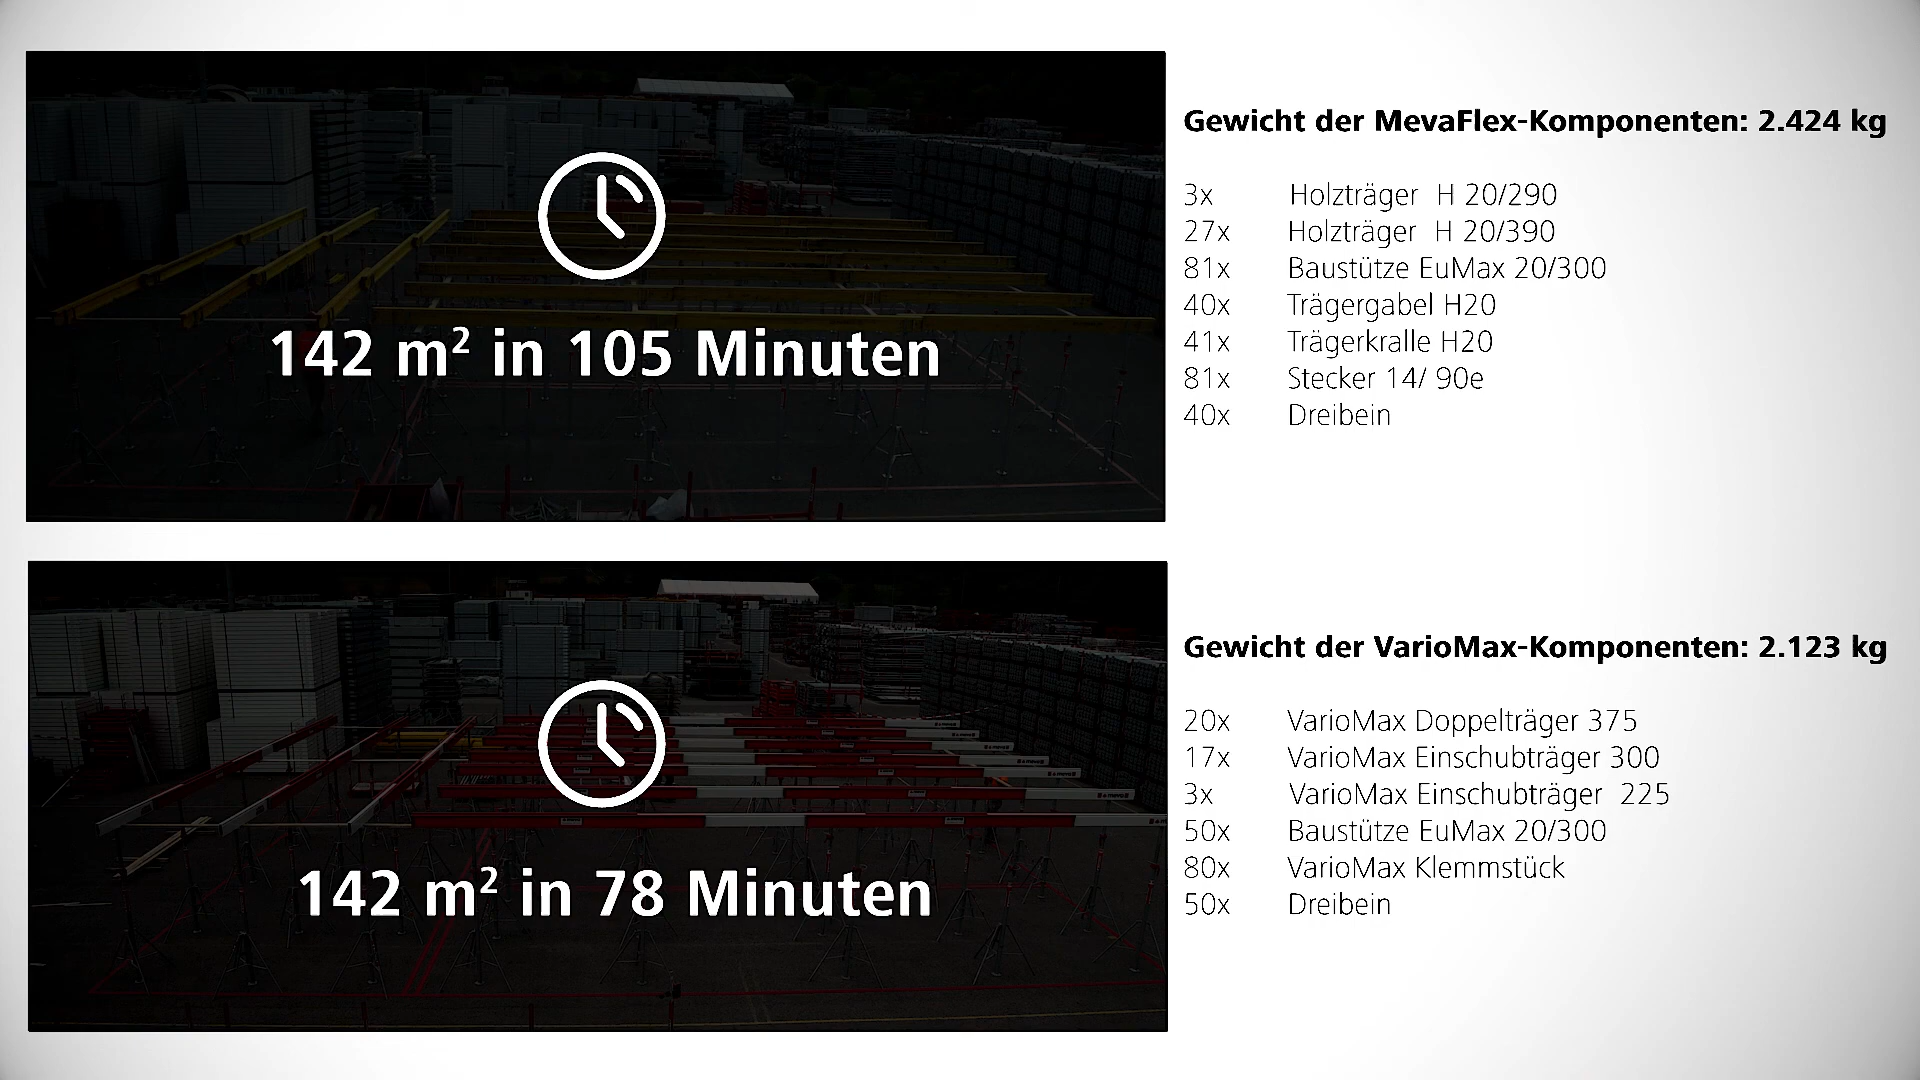 142 m² in 105 Minuten
Gewicht der MevaFlex-Komponenten: 2.424 kg
3x Holzträger H 20/290
27x Holzträger H 20/390
81x Baustütze EuMax 20/300
40x Trägergabel H20
41x Trägerkralle H20
81x Stecker 14/ 90e
40x Dreibein
142 m² in 78 Minuten
Gewicht der VarioMax-Komponenten: 2.123 kg
20x VarioMax Doppelträger 375
17x VarioMax Einschubträger 300
3x VarioMax Einschubträger 225
50x Baustütze EuMax 20/300
80x VarioMax Klemmstück
50x Dreibein